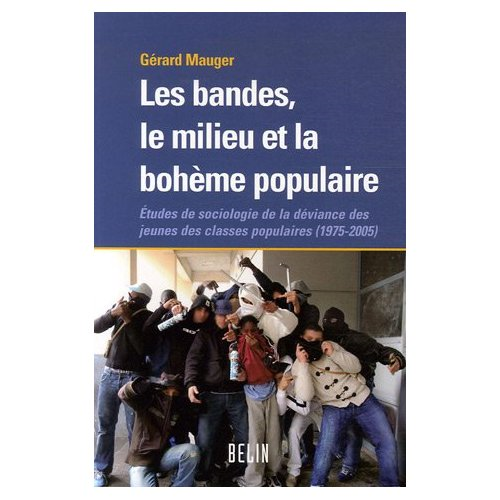 Gérard Mauger
Les bandes,
le milieu et la
bohème populaire
Études de sociologie de la déviance des
jeunes des classes populaires (1975-2005)
BELIN